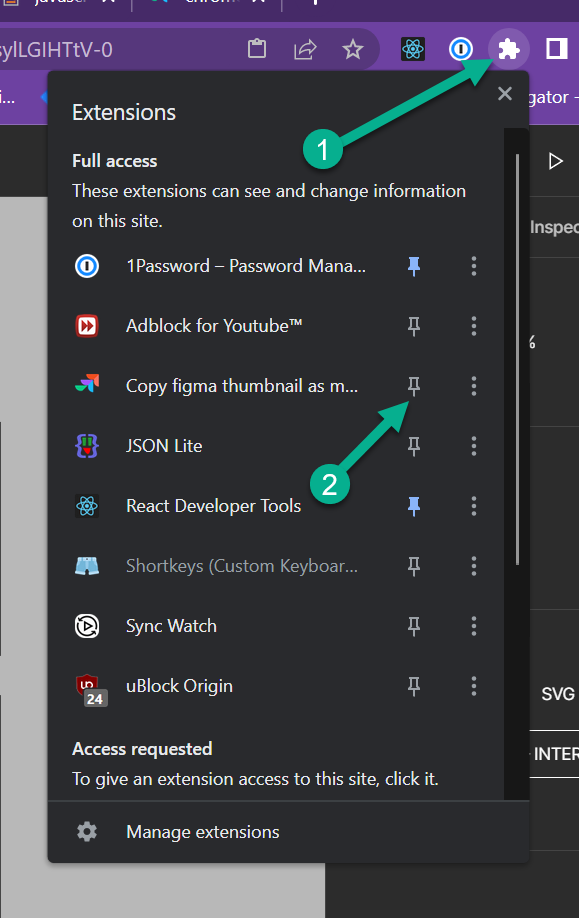 javase
chrom
sylLGIHTtV-0
i...
gator -
Extensions
1
Full access
These extensions can see and change information
on this site.
Inspec
1Password – Password Mana...
Adblock for Youtube™
%
Copy figma thumbnail as m...
JSON Lite
2
React Developer Tools
Shortkeys (Custom Keyboar...
Sync Watch
uBlock Origin
24
SVG
Access requested
INTER
To give an extension access to this site, click it.
Manage extensions